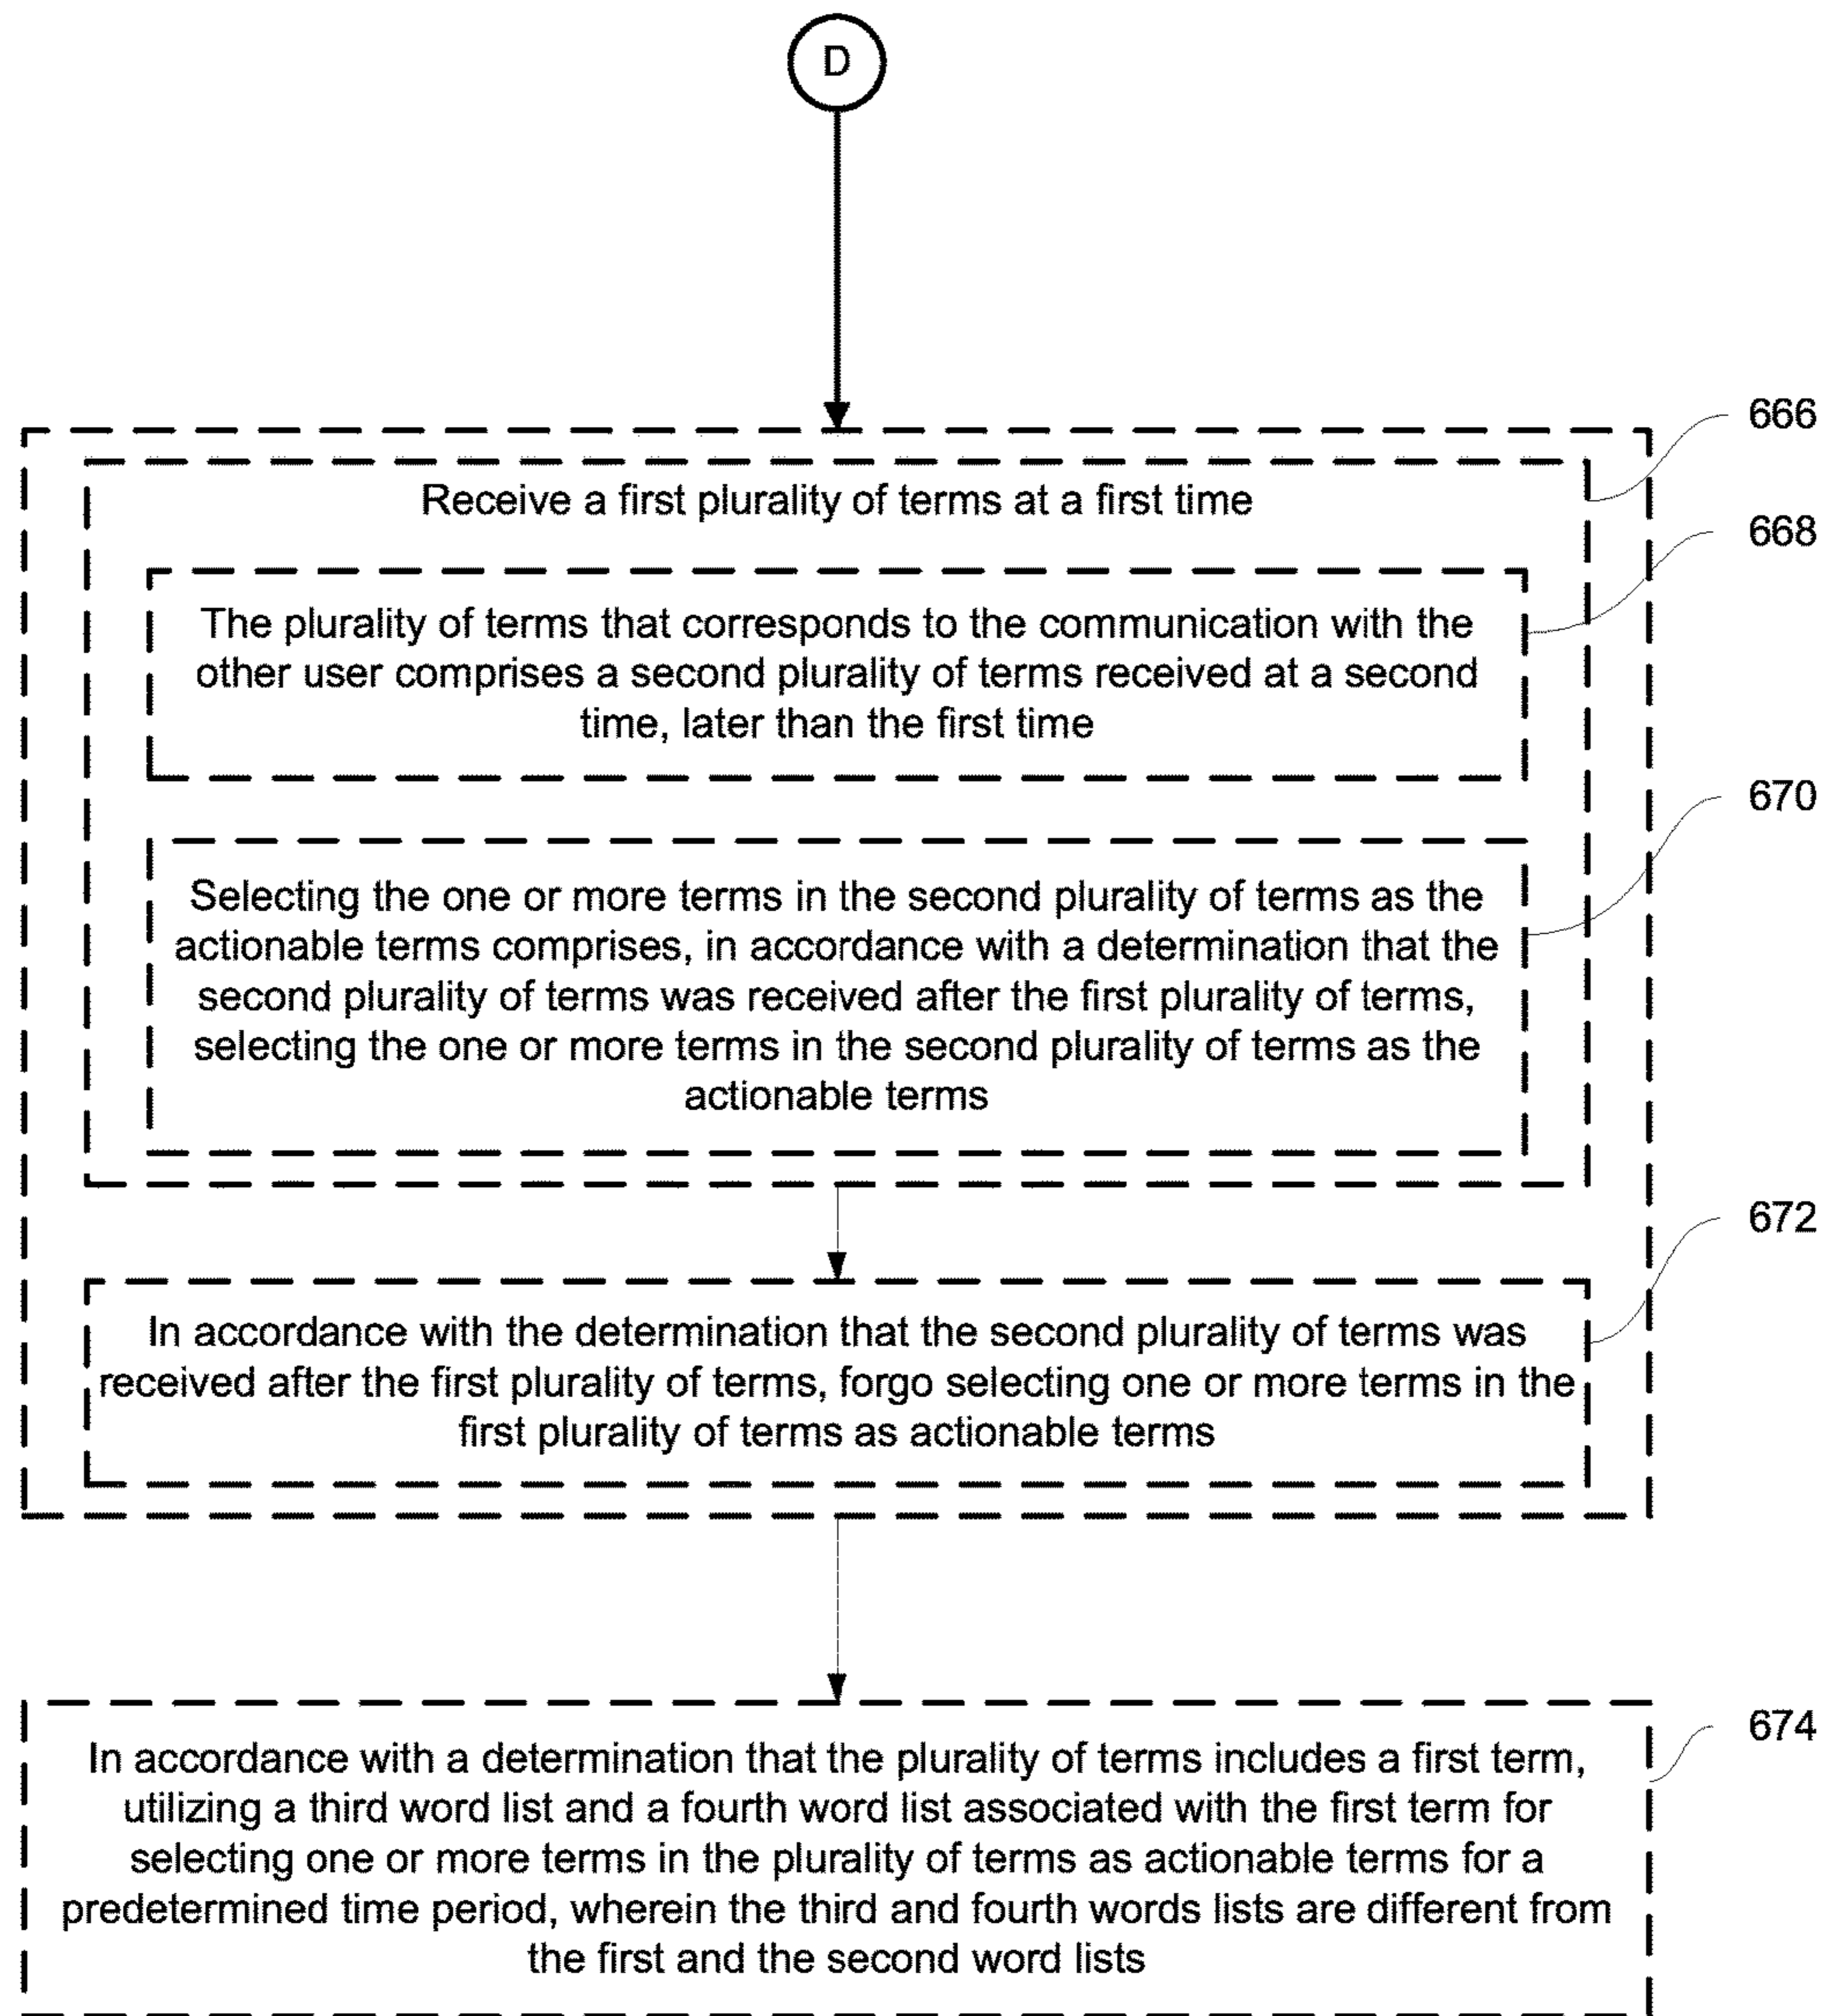 D
666
Receive a first plurality of terms at a first time
668
The plurality of terms that corresponds to the communication with the
other user comprises a second plurality of terms received at a second
time, later than the first time
670
Selecting the one or more terms in the second plurality of terms as the
actionable terms comprises, in accordance with a determination that the
second plurality of terms was received after the first plurality of terms,
selecting the one or more terms in the second plurality of terms as the
actionable terms
672
In accordance with the determination that the second plurality of terms was
received after the first plurality of terms, forgo selecting one or more terms in the
first plurality of terms as actionable terms
674
In accordance with a determination that the plurality of terms includes a first term,
utilizing a third word list and a fourth word list associated with the first term for
selecting one or more terms in the plurality of terms as actionable terms for a
predetermined time period, wherein the third and fourth words lists are different from
the first and the second word lists